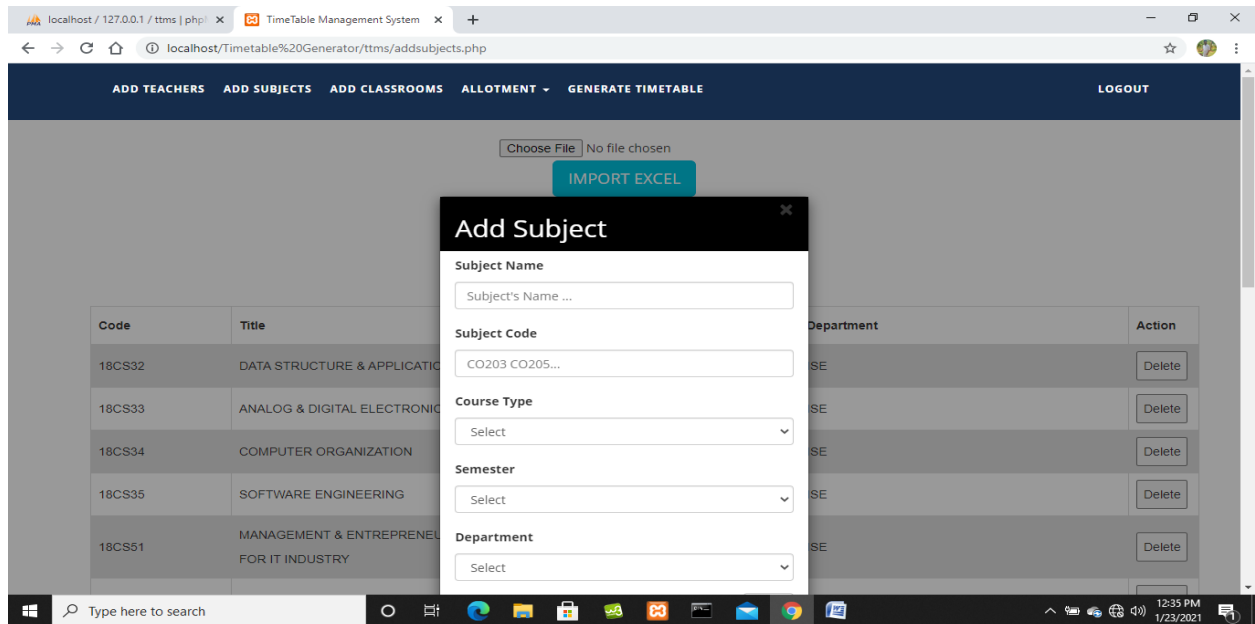 localhost / 127.0.0.1 / ttms | php
TimeTable Management System
localhost/Timetable%20Generator/ttms/addsubjects.php
ADD TEACHERS ADD SUBJECTS ADD CLASSROOMS ALLOTMENT GENERATE TIMETABLE LOGOUT
Choose File No file chosen
IMPORT EXCEL
Add Subject
Subject Name
Subject's Name ...
Subject Code
CO203 CO205...
Course Type
Select
Semester
Select
Department
Select
Code Title Department Action
18CS32 DATA STRUCTURE & APPLICATIO SE Delete
18CS33 ANALOG & DIGITAL ELECTRONIC SE Delete
18CS34 COMPUTER ORGANIZATION SE Delete
18CS35 SOFTWARE ENGINEERING SE Delete
18CS51 MANAGEMENT & ENTREPRENEU SE Delete
FOR IT INDUSTRY
Type here to search
12:35 PM
1/23/2021